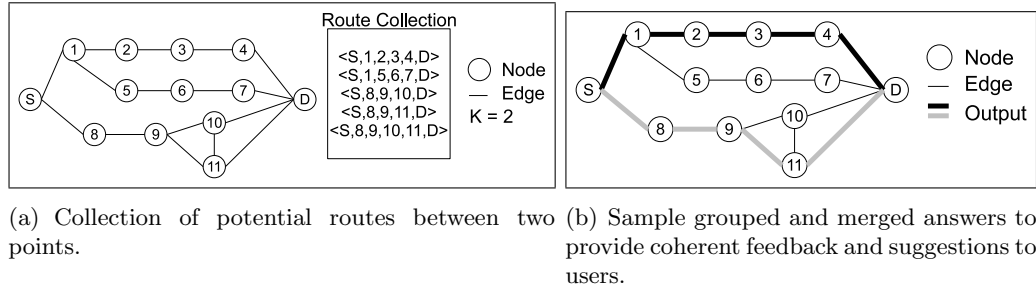 Route Collection
<S,1,2,3,4,D>
<S,1,5,6,7,D>
<S,8,9,10,D>
<S,8,9,11,D>
<S,8,9,10,11,D>
Node
Edge
K = 2
1
2
3
4
5
6
7
S
D
8
9
10
11
1
2
3
4
5
6
7
S
D
8
9
10
11
Node
Edge
Output
(a) Collection of potential routes between two
points.
(b) Sample grouped and merged answers to
provide coherent feedback and suggestions to
users.